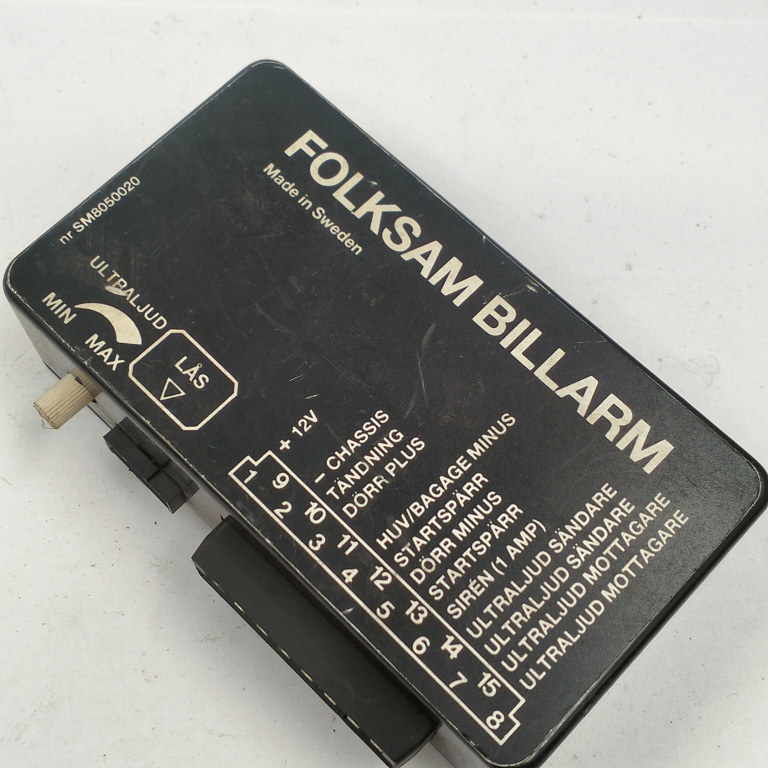 FOLKSAM BILLARM
Made in Sweden
nr SM8050020
ULTRALJUD
MIN MAX
LÅS
+ 12V
− CHASSIS
TÄNDNING
DÖRR PLUS
HUV/BAGAGE MINUS
STARTSPÄRR
DÖRR MINUS
STARTSPÄRR
SIRÉN (1 AMP)
ULTRALJUD SÄNDARE
ULTRALJUD SÄNDARE
ULTRALJUD MOTTAGARE
ULTRALJUD MOTTAGARE
9 10 11 12 13 14 15
1 2 3 4 5 6 7 8